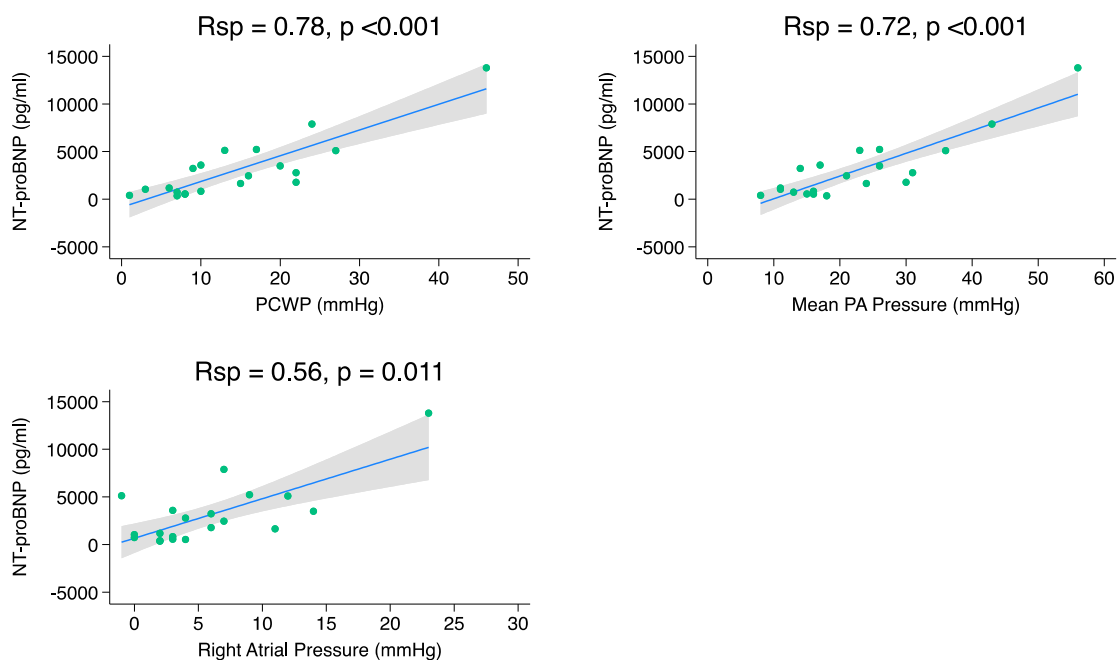 Rsp = 0.78, p <0.001
NT-proBNP (pg/ml)
15000
10000
5000
0
-5000
0 10 20 30 40 50
PCWP (mmHg)
Rsp = 0.72, p <0.001
NT-proBNP (pg/ml)
15000
10000
5000
0
-5000
0 10 20 30 40 50 60
Mean PA Pressure (mmHg)
Rsp = 0.56, p = 0.011
NT-proBNP (pg/ml)
15000
10000
5000
0
-5000
0 5 10 15 20 25 30
Right Atrial Pressure (mmHg)